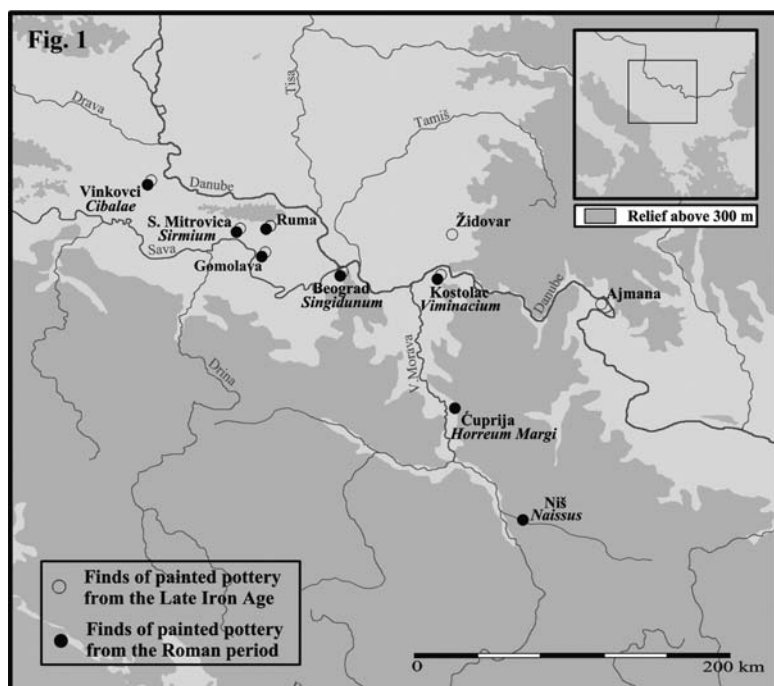 Fig. 1
Drava
Tisa
Tamiš
Vinkovci
Cibalae
Danube
Relief above 300 m
S. Mitrovica
Sirmium
Ruma
Židovar
Sava
Gomolava
Beograd
Singidunum
Kostolac
Viminacium
Danube
Ajmana
Drina
V. Morava
Ćuprija
Horreum Margi
Niš
Naissus
Finds of painted pottery
from the Late Iron Age
Finds of painted pottery
from the Roman period
0
200 km